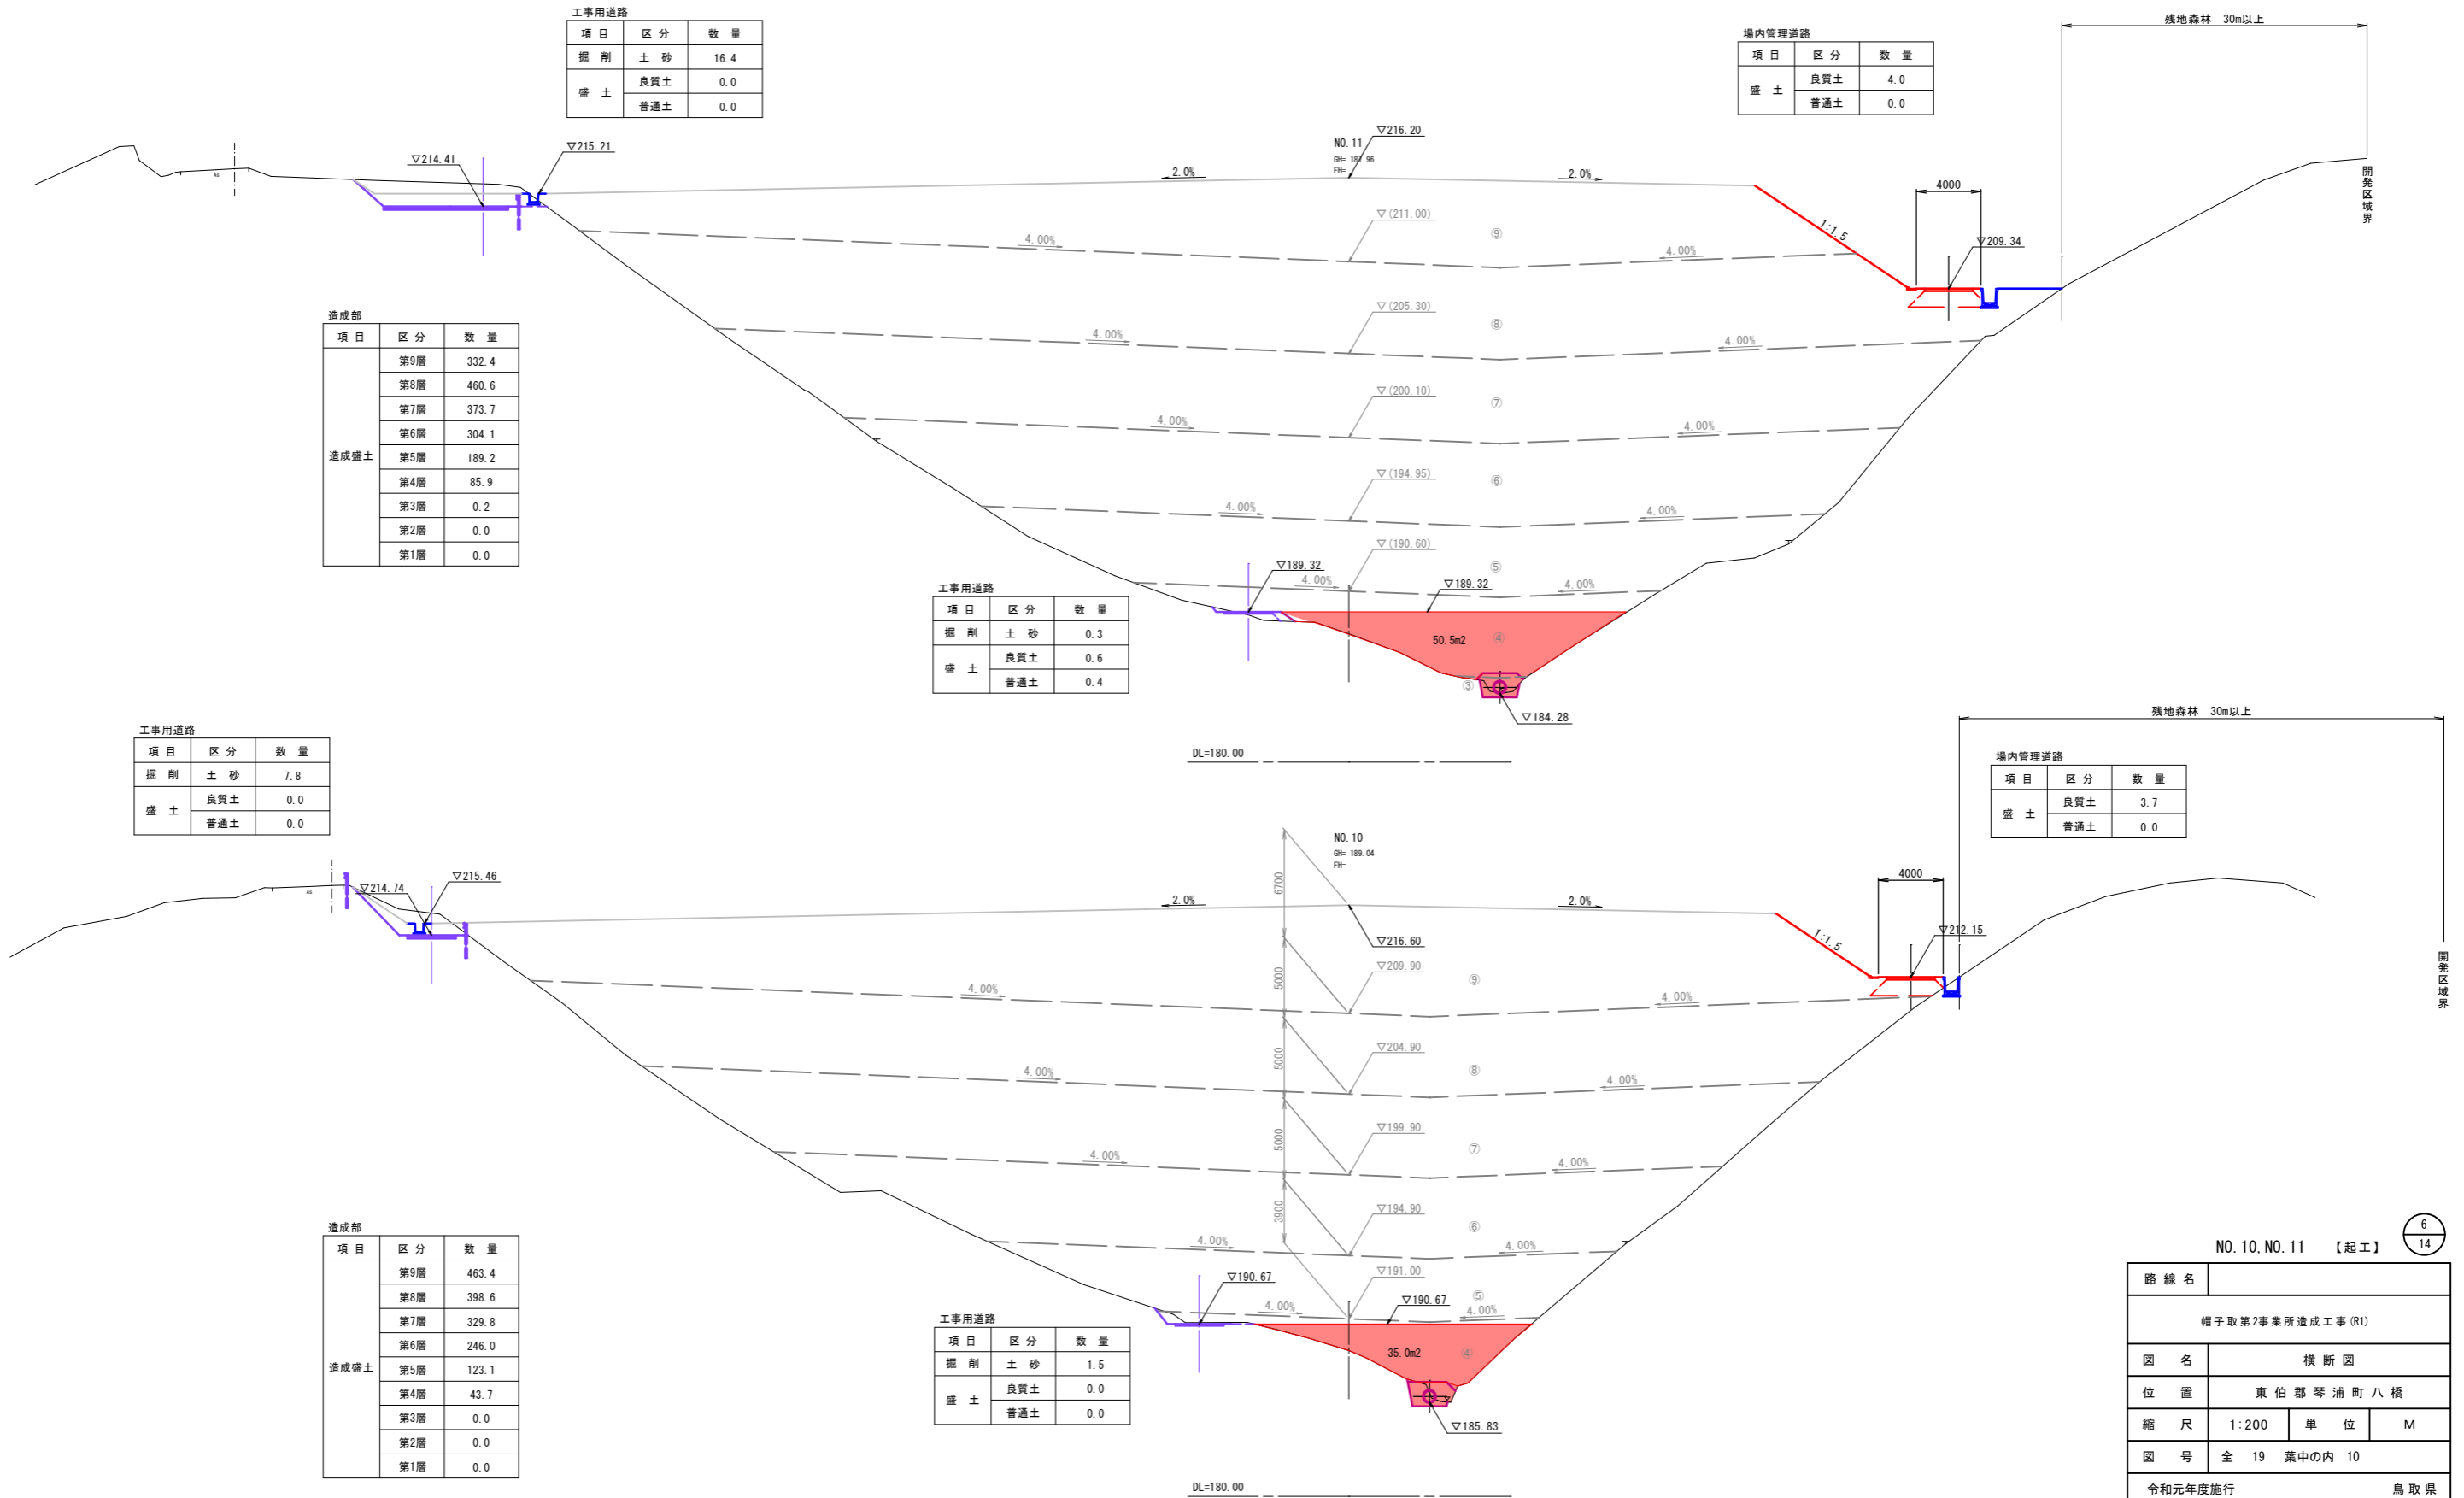 工事用道路
項 目 区 分 数 量
掘 削 土 砂 16.4
盛 土 良質土 0.0
普通土 0.0
場内管理道路
項 目 区 分 数 量
盛 土 良質土 4.0
普通土 0.0
残地森林 30m以上
開発区域界
▽214.41
▽215.21
As
NO.11
GH= 187.96
FH=
▽216.20
2.0%
2.0%
4000
1:1.5
▽209.34
▽(211.00)
⑨
4.00%
4.00%
▽(205.30)
⑧
4.00%
4.00%
▽(200.10)
⑦
4.00%
4.00%
▽(194.95)
⑥
4.00%
4.00%
▽(190.60)
⑤
4.00%
4.00%
▽189.32
▽189.32
50.5m2
④
③
▽184.28
DL=180.00
造成部
項 目 区 分 数 量
造成盛土
第9層 332.4
第8層 460.6
第7層 373.7
第6層 304.1
第5層 189.2
第4層 85.9
第3層 0.2
第2層 0.0
第1層 0.0
工事用道路
項 目 区 分 数 量
掘 削 土 砂 0.3
盛 土 良質土 0.6
普通土 0.4
工事用道路
項 目 区 分 数 量
掘 削 土 砂 7.8
盛 土 良質土 0.0
普通土 0.0
残地森林 30m以上
開発区域界
場内管理道路
項 目 区 分 数 量
盛 土 良質土 3.7
普通土 0.0
As
▽214.74
▽215.46
NO.10
GH= 189.04
FH=
6700
5000
5000
5000
3900
2.0%
2.0%
▽216.60
4000
1:1.5
▽212.15
▽209.90
⑨
4.00%
4.00%
▽204.90
⑧
4.00%
4.00%
▽199.90
⑦
4.00%
4.00%
▽194.90
⑥
4.00%
4.00%
▽191.00
⑤
4.00%
4.00%
▽190.67
▽190.67
35.0m2
④
▽185.83
DL=180.00
造成部
項 目 区 分 数 量
造成盛土
第9層 463.4
第8層 398.6
第7層 329.8
第6層 246.0
第5層 123.1
第4層 43.7
第3層 0.0
第2層 0.0
第1層 0.0
工事用道路
項 目 区 分 数 量
掘 削 土 砂 1.5
盛 土 良質土 0.0
普通土 0.0
NO.10,NO.11 【起工】
6
14
路 線 名
帽子取第2事業所造成工事(R1)
図 名 横 断 図
位 置 東 伯 郡 琴 浦 町 八 橋
縮 尺 1:200 単 位 M
図 号 全 19 葉中の内 10
令和元年度施行 鳥 取 県